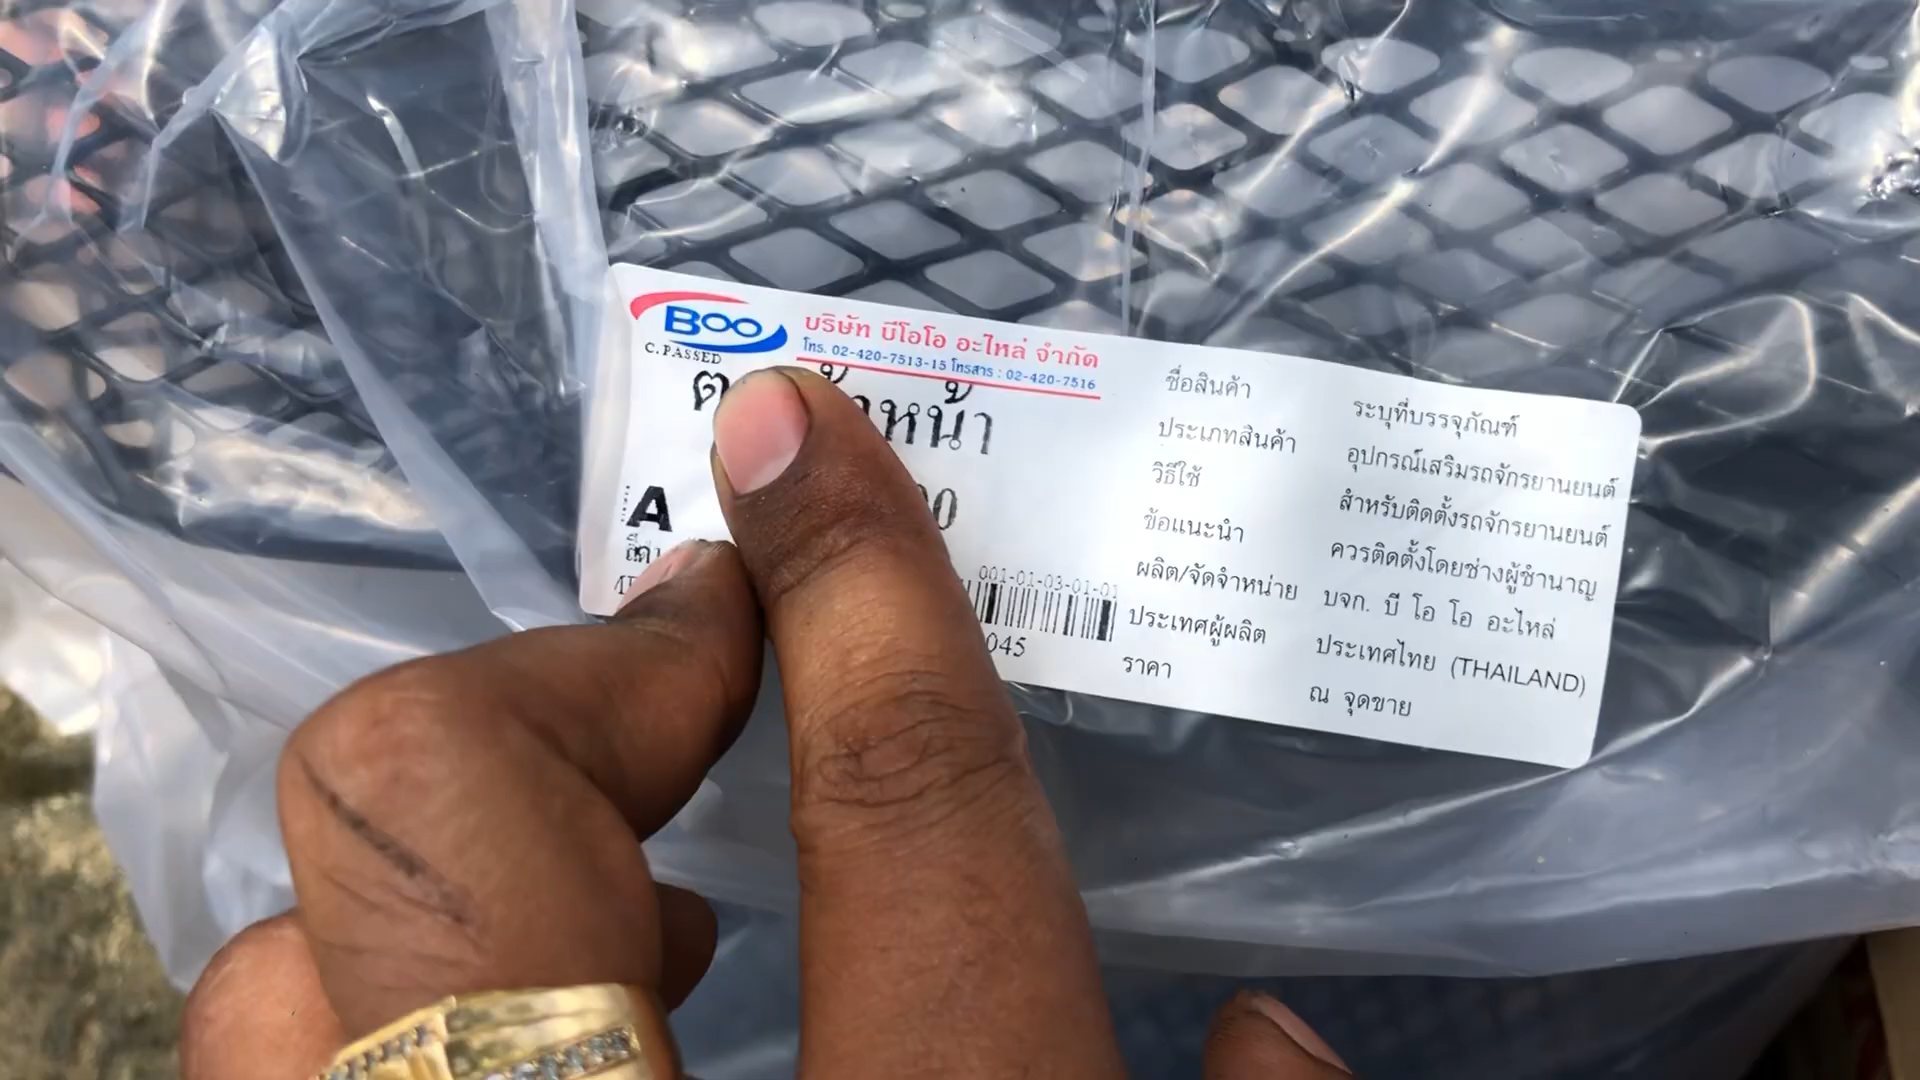 BOO
C. PASSED
บริษัท บีโอโอ อะไหล่ จำกัด
โทร. 02-420-7513-15 โทรสาร : 02-420-7516
A
001-01-03-01-01
045
ชื่อสินค้า ระบุที่บรรจุภัณฑ์
ประเภทสินค้า อุปกรณ์เสริมรถจักรยานยนต์
วิธีใช้ สำหรับติดตั้งรถจักรยานยนต์
ข้อแนะนำ ควรติดตั้งโดยช่างผู้ชำนาญ
ผลิต/จัดจำหน่าย บจก. บี โอ โอ อะไหล่
ประเทศผู้ผลิต ประเทศไทย (THAILAND)
ราคา ณ จุดขาย